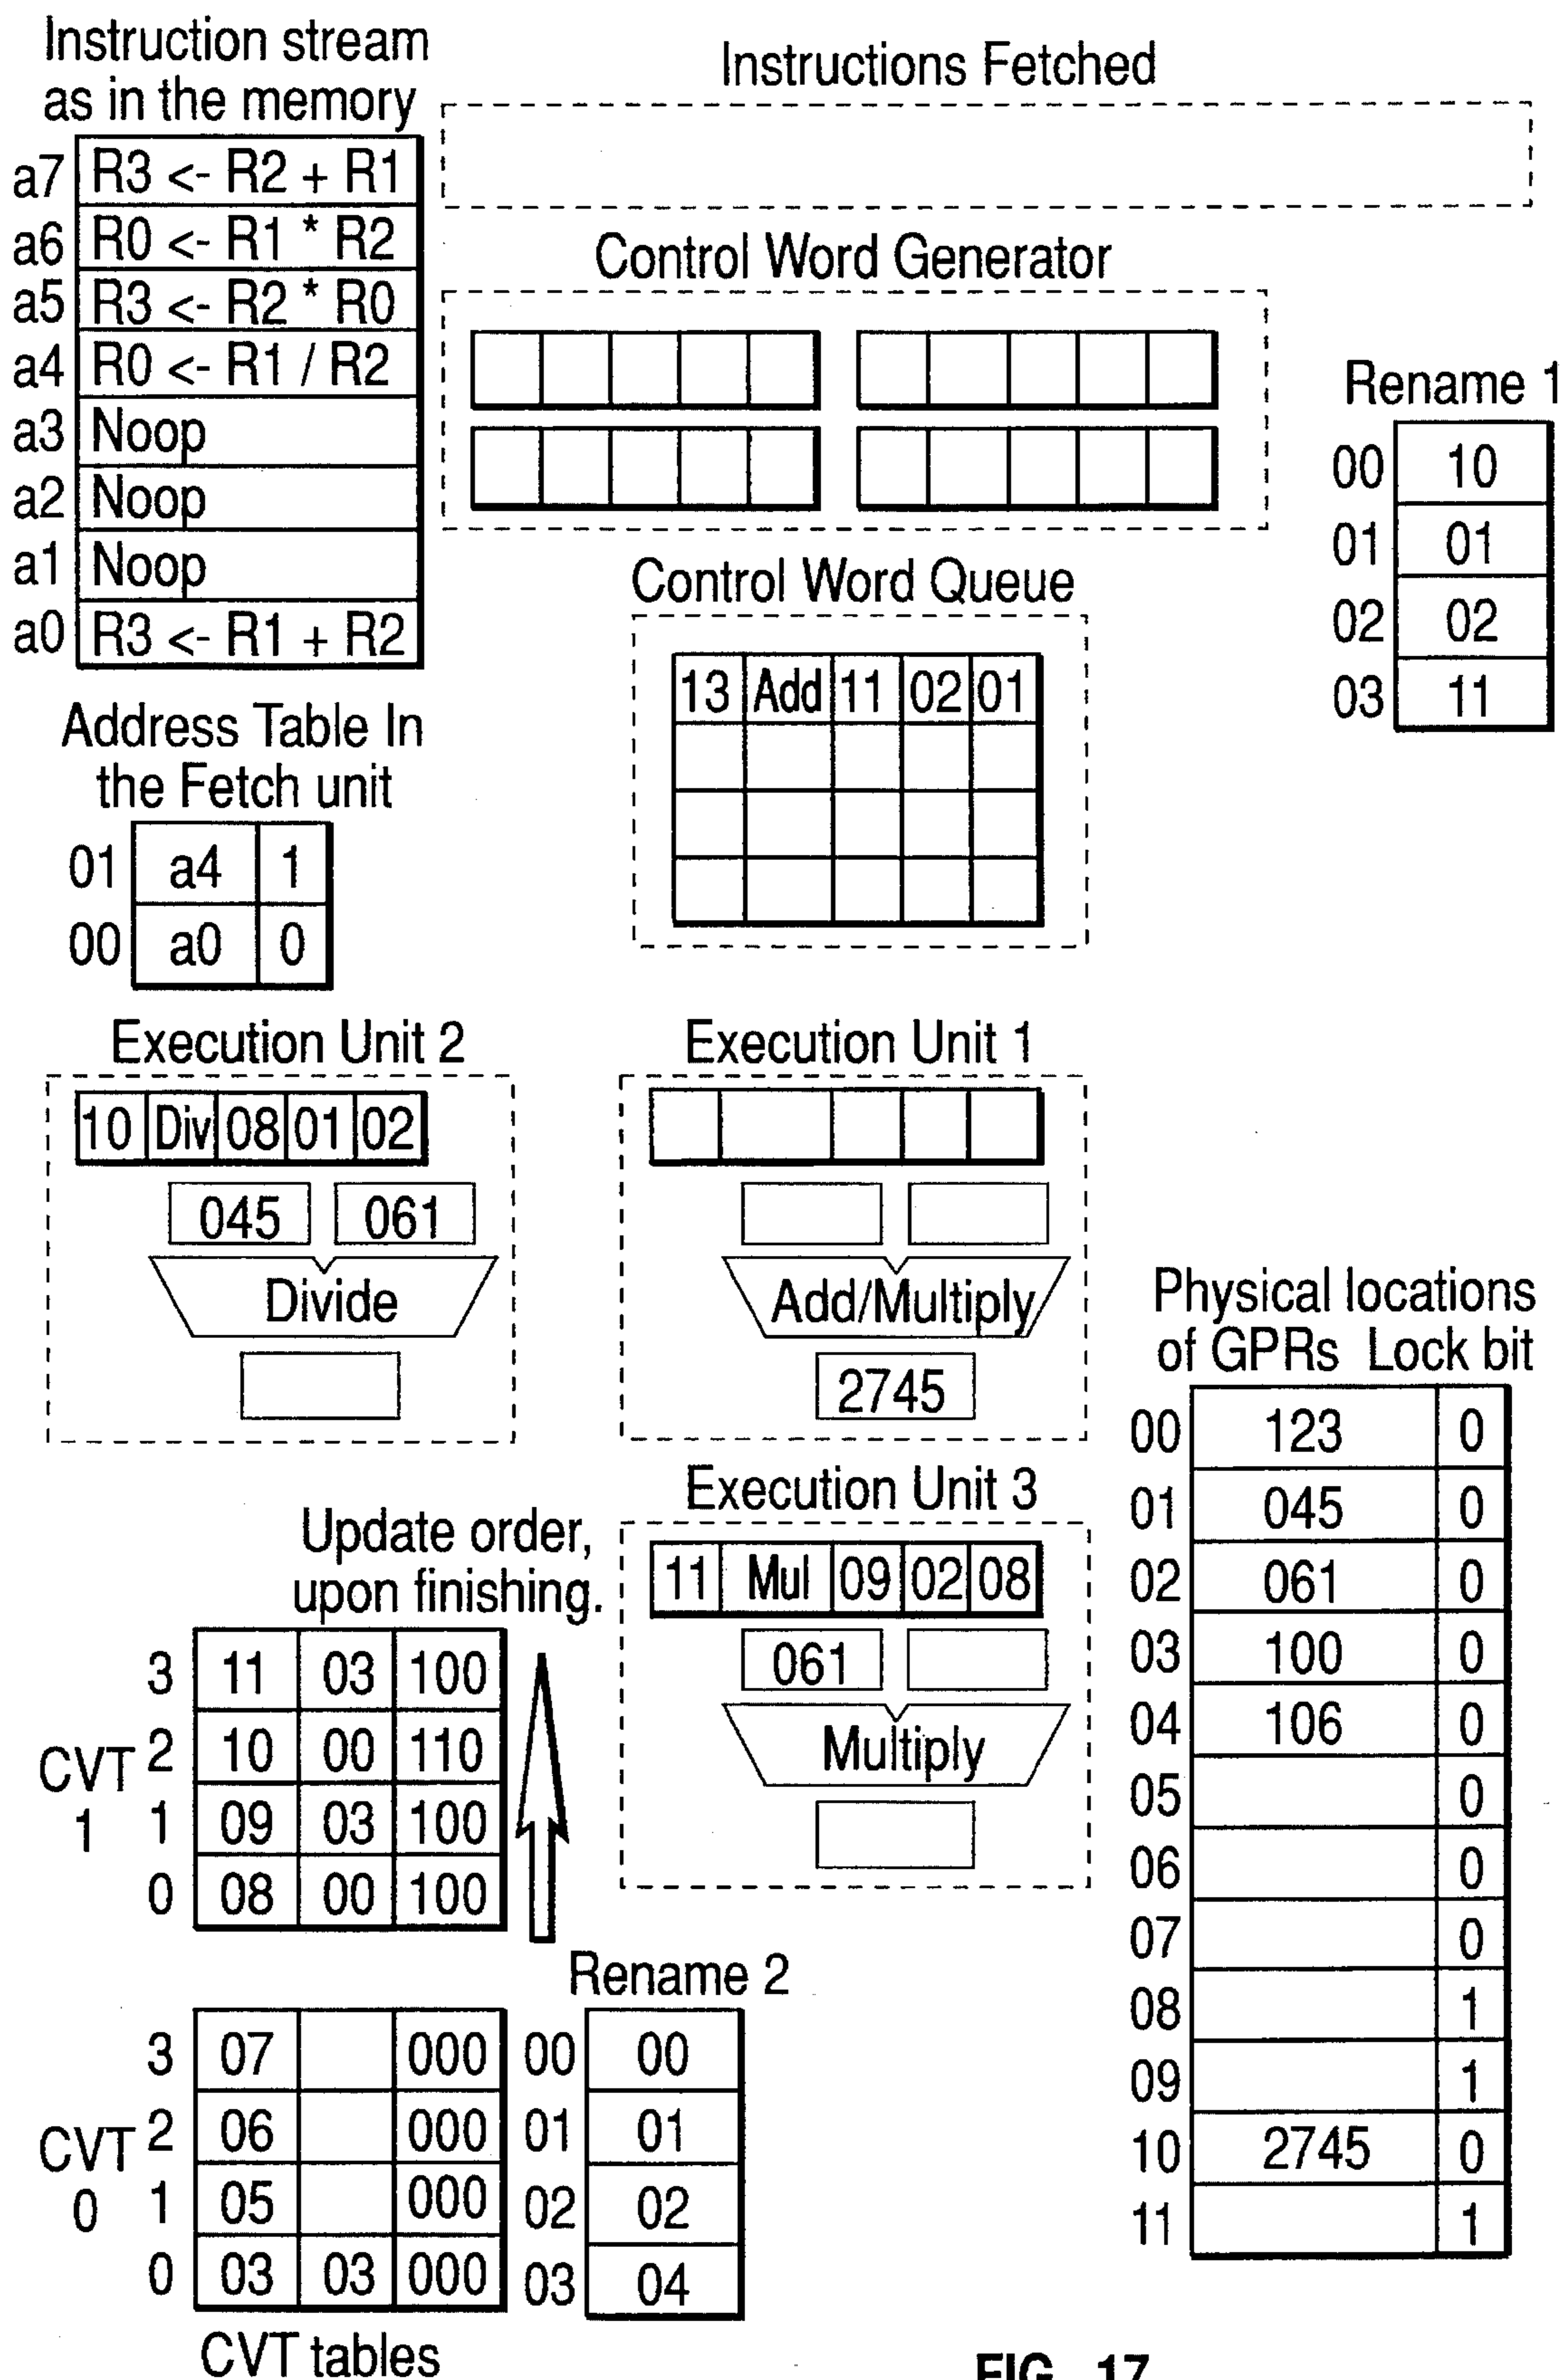 Instruction stream
as in the memory
a7 R3 <- R2 + R1
a6 R0 <- R1 * R2
a5 R3 <- R2 * R0
a4 R0 <- R1 / R2
a3 Noop
a2 Noop
a1 Noop
a0 R3 <- R1 + R2
Instructions Fetched
Control Word Generator
Rename 1
00 10
01 01
02 02
03 11
Control Word Queue
13 Add 11 02 01
Address Table In
the Fetch unit
01 a4 1
00 a0 0
Execution Unit 2
10 Div 08 01 02
045 061
Divide
Execution Unit 1
Add/Multiply
2745
Execution Unit 3
11 Mul 09 02 08
061
Multiply
Physical locations
of GPRs Lock bit
00 123 0
01 045 0
02 061 0
03 100 0
04 106 0
05 0
06 0
07 0
08 1
09 1
10 2745 0
11 1
Update order,
upon finishing.
CVT
1
3 11 03 100
2 10 00 110
1 09 03 100
0 08 00 100
CVT
0
3 07 000
2 06 000
1 05 000
0 03 03 000
CVT tables
Rename 2
00 00
01 01
02 02
03 04
FIG. 17